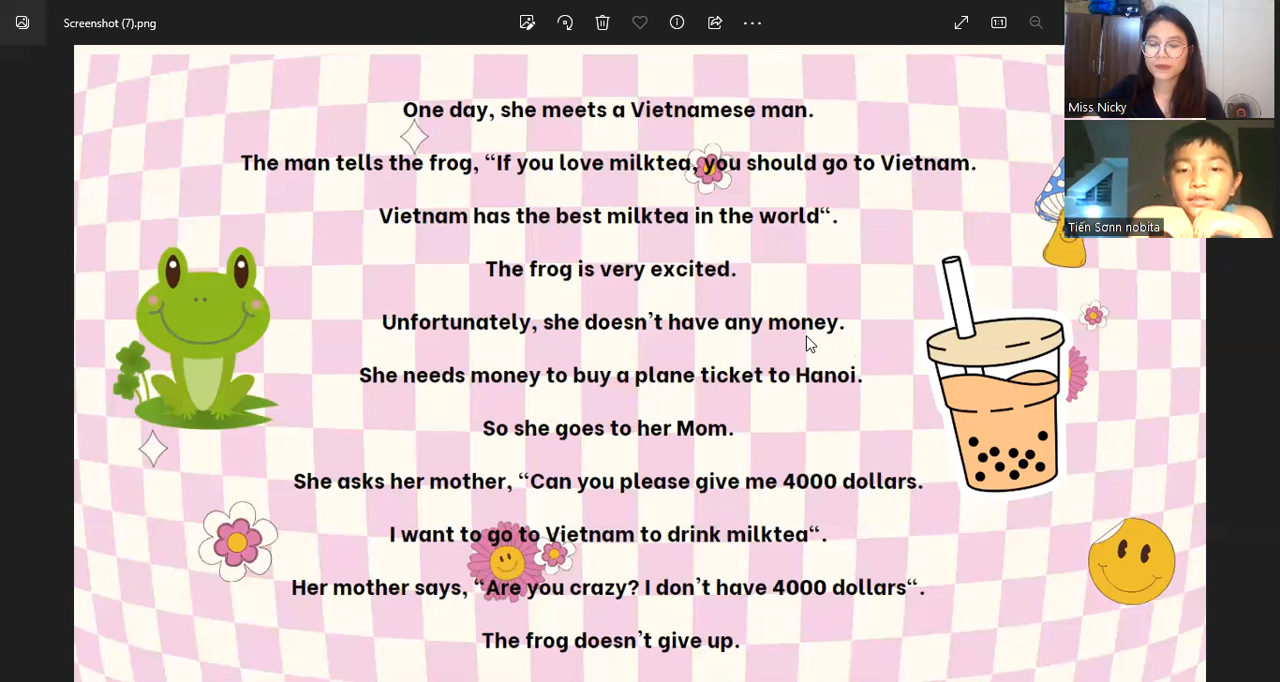 Screenshot (7).png
1:1
Miss Nicky
Tiến Sơnn nobita
One day, she meets a Vietnamese man.
The man tells the frog, “If you love milktea, you should go to Vietnam.
Vietnam has the best milktea in the world“.
The frog is very excited.
Unfortunately, she doesn't have any money.
She needs money to buy a plane ticket to Hanoi.
So she goes to her Mom.
She asks her mother, “Can you please give me 4000 dollars.
I want to go to Vietnam to drink milktea“.
Her mother says, “Are you crazy? I don't have 4000 dollars“.
The frog doesn't give up.